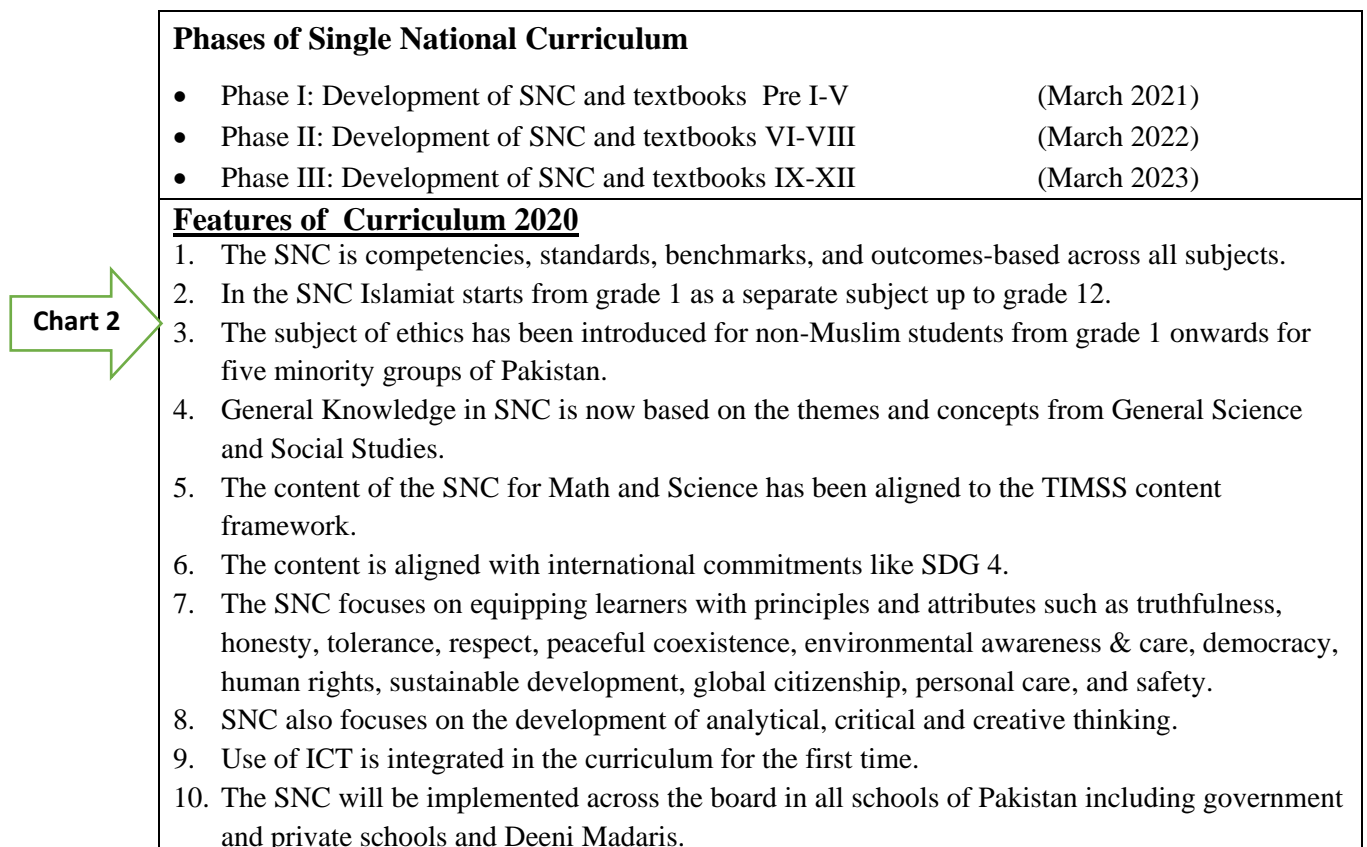 Phases of Single National Curriculum
• Phase I: Development of SNC and textbooks Pre I-V (March 2021)
• Phase II: Development of SNC and textbooks VI-VIII (March 2022)
• Phase III: Development of SNC and textbooks IX-XII (March 2023)
Features of Curriculum 2020
1. The SNC is competencies, standards, benchmarks, and outcomes-based across all subjects.
2. In the SNC Islamiat starts from grade 1 as a separate subject up to grade 12.
Chart 2
3. The subject of ethics has been introduced for non-Muslim students from grade 1 onwards for
five minority groups of Pakistan.
4. General Knowledge in SNC is now based on the themes and concepts from General Science
and Social Studies.
5. The content of the SNC for Math and Science has been aligned to the TIMSS content
framework.
6. The content is aligned with international commitments like SDG 4.
7. The SNC focuses on equipping learners with principles and attributes such as truthfulness,
honesty, tolerance, respect, peaceful coexistence, environmental awareness & care, democracy,
human rights, sustainable development, global citizenship, personal care, and safety.
8. SNC also focuses on the development of analytical, critical and creative thinking.
9. Use of ICT is integrated in the curriculum for the first time.
10. The SNC will be implemented across the board in all schools of Pakistan including government
and private schools and Deeni Madaris.